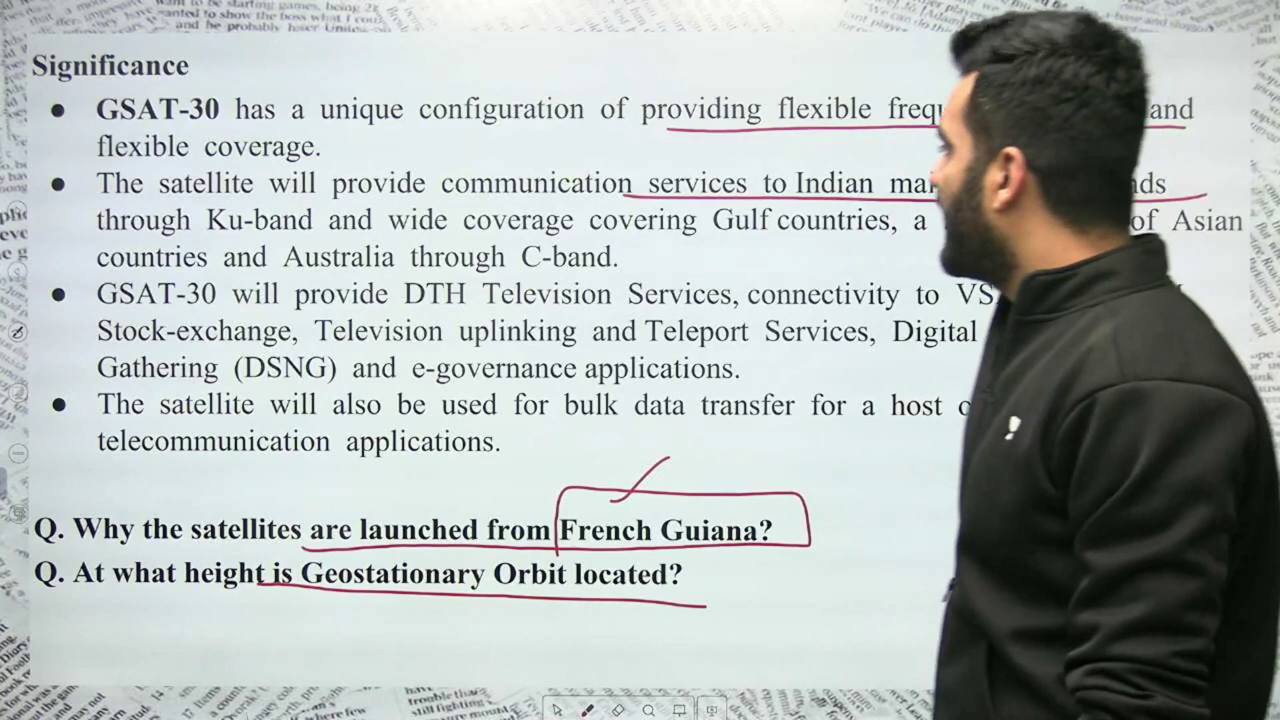 Significance
● GSAT-30 has a unique configuration of providing flexible and
flexible coverage.
● The satellite will provide communication services to Indian
through Ku-band and wide coverage covering Gulf countries, a of Asian
countries and Australia through C-band.
● GSAT-30 will provide DTH Television Services, connectivity to
Stock-exchange, Television uplinking and Teleport Services, Digital
Gathering (DSNG) and e-governance applications.
● The satellite will also be used for bulk data transfer for a host
telecommunication applications.
Q. Why the satellites are launched from French Guiana?
Q. At what height is Geostationary Orbit located?